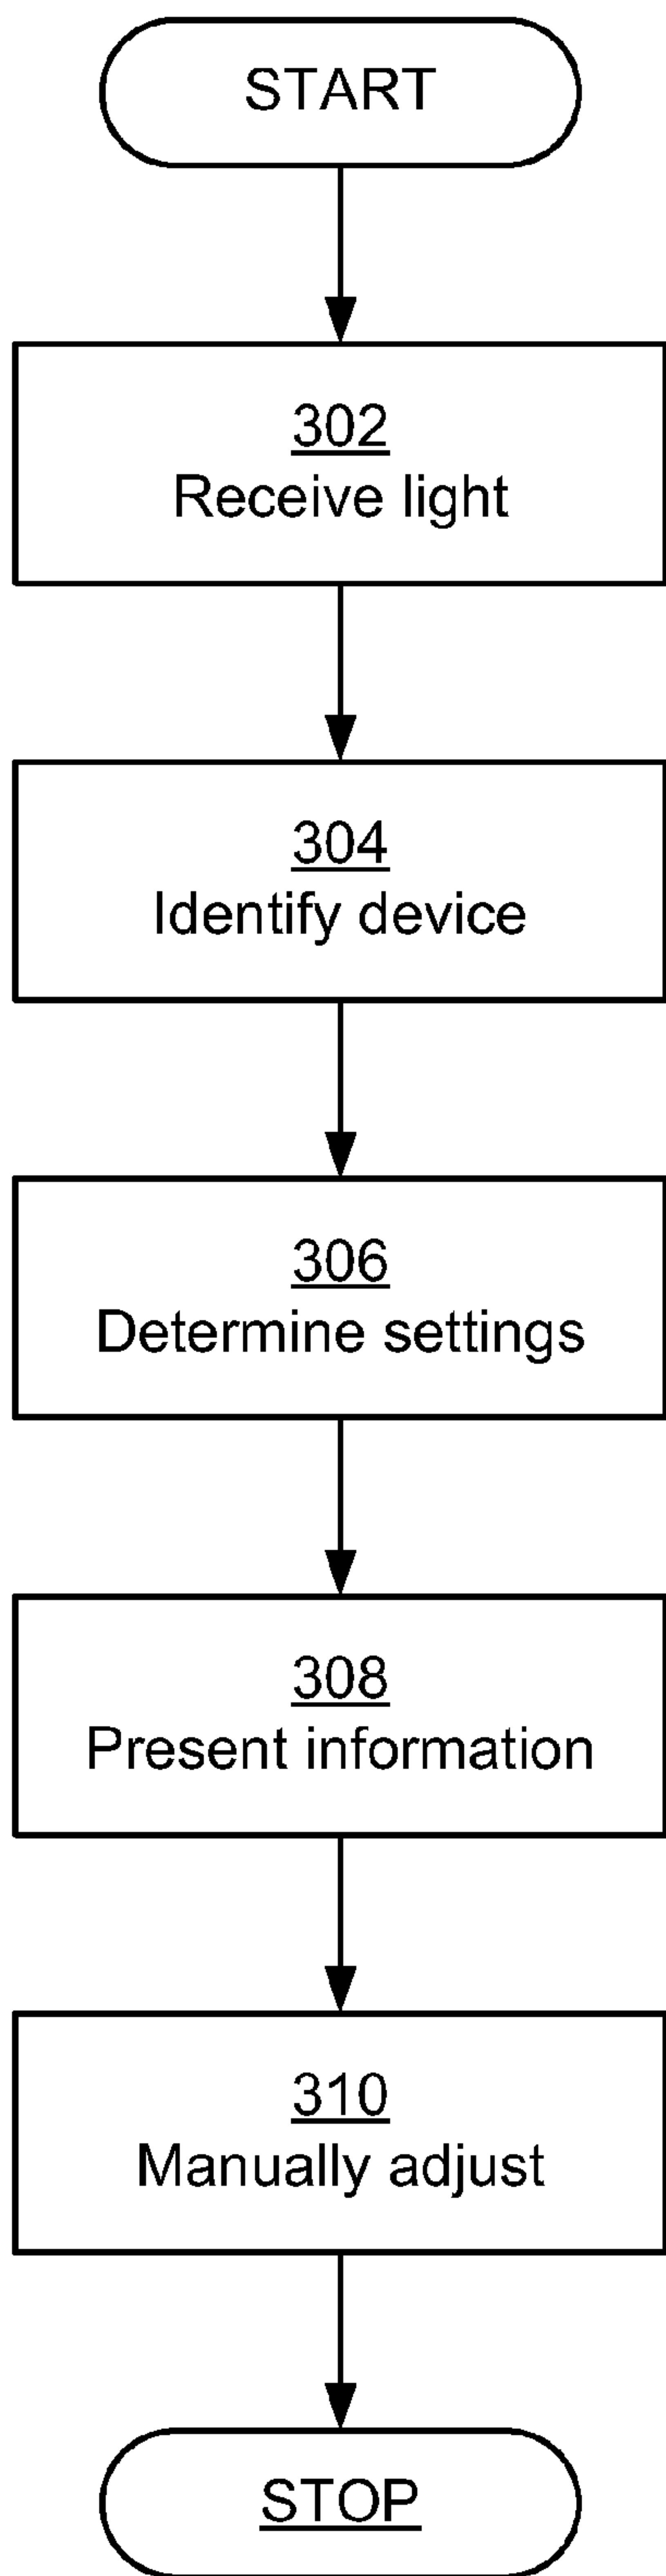 START
302
Receive light
304
Identify device
306
Determine settings
308
Present information
310
Manually adjust
STOP